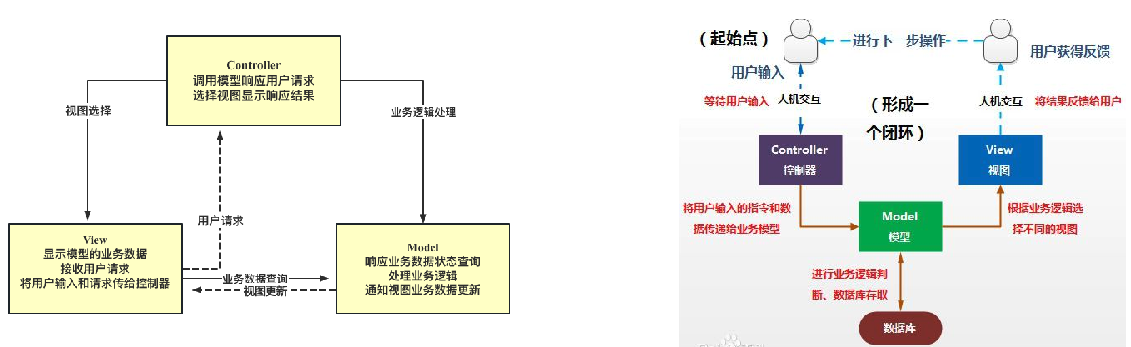 Controller
调用模型响应用户请求
选择视图显示响应结果
视图选择
业务逻辑处理
用户请求
View
显示模型的业务数据
接收用户请求
将用户输入和请求传给控制器
业务数据查询
视图更新
Model
响应业务数据状态查询
处理业务逻辑
通知视图业务数据更新
（起始点）
进行下一步操作
用户输入
用户获得反馈
等待用户输入
人机交互
（形成一
个闭环）
人机交互
将结果反馈给用户
Controller
控制器
View
视图
将用户输入的指令和数
据传递给业务模型
Model
模型
根据业务逻辑选
择不同的视图
进行业务逻辑判
断、数据库存取
数据库